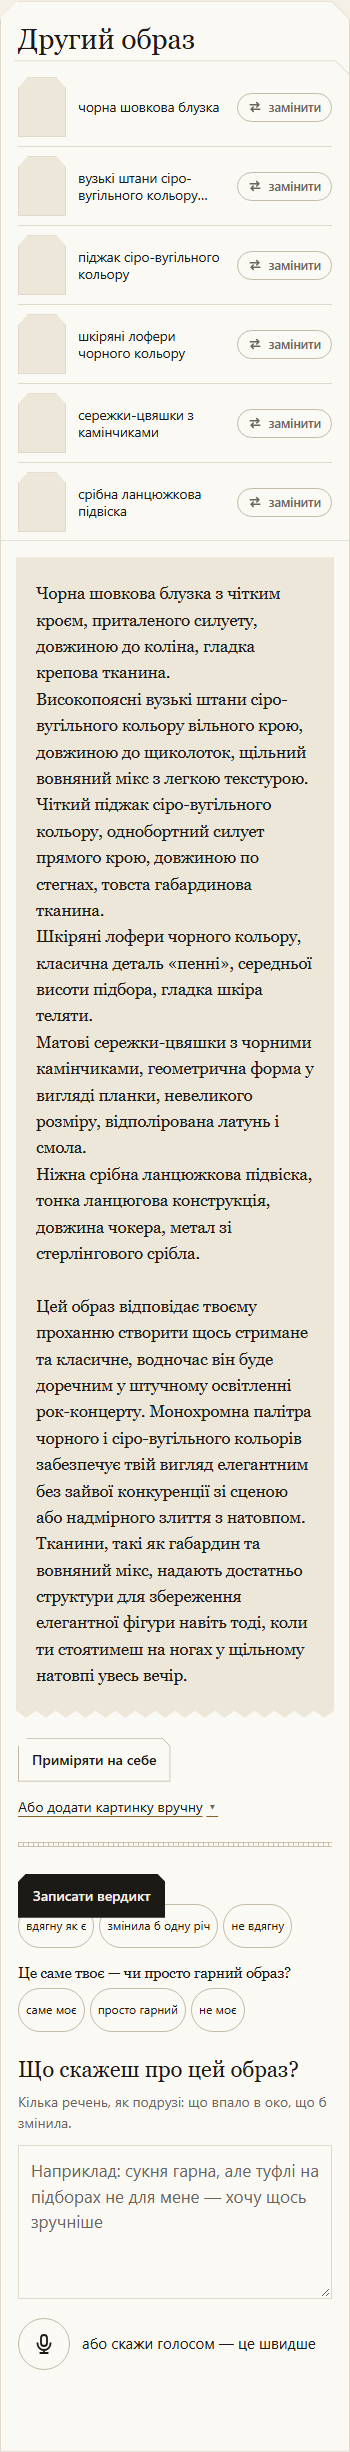 Другий образ
чорна шовкова блузка
замінити
вузькі штани сіро-
вугільного кольору...
замінити
піджак сіро-вугільного
кольору
замінити
шкіряні лофери
чорного кольору
замінити
сережки-цвяшки з
камінчиками
замінити
срібна ланцюжкова
підвіска
замінити
Чорна шовкова блузка з чітким
кроєм, приталеного силуету,
довжиною до коліна, гладка
крепова тканина.
Високопоясні вузькі штани сіро-
вугільного кольору вільного крою,
довжиною до щиколоток, щільний
вовняний мікс з легкою текстурою.
Чіткий піджак сіро-вугільного
кольору, однобортний силует
прямого крою, довжиною по
стегнах, товста габардинова
тканина.
Шкіряні лофери чорного кольору,
класична деталь «пенні», середньої
висоти підбора, гладка шкіра
теляти.
Матові сережки-цвяшки з чорними
камінчиками, геометрична форма у
вигляді планки, невеликого
розміру, відполірована латунь і
смола.
Ніжна срібна ланцюжкова підвіска,
тонка ланцюгова конструкція,
довжина чокера, метал зі
стерлінгового срібла.
Цей образ відповідає твоєму
проханню створити щось стримане
та класичне, водночас він буде
доречним у штучному освітленні
рок-концерту. Монохромна палітра
чорного і сіро-вугільного кольорів
забезпечує твій вигляд елегантним
без зайвої конкуренції зі сценою
або надмірного злиття з натовпом.
Тканини, такі як габардин та
вовняний мікс, надають достатньо
структури для збереження
елегантної фігури навіть тоді, коли
ти стоятимеш на ногах у щільному
натовпі увесь вечір.
Приміряти на себе
Або додати картинку вручну
Записати вердикт
вдягну як є
змінила б одну річ
не вдягну
Це саме твоє — чи просто гарний образ?
саме моє
просто гарний
не моє
Що скажеш про цей образ?
Кілька речень, як подрузі: що впало в око, що б
змінила.
Наприклад: сукня гарна, але туфлі на
підборах не для мене — хочу щось
зручніше
або скажи голосом — це швидше